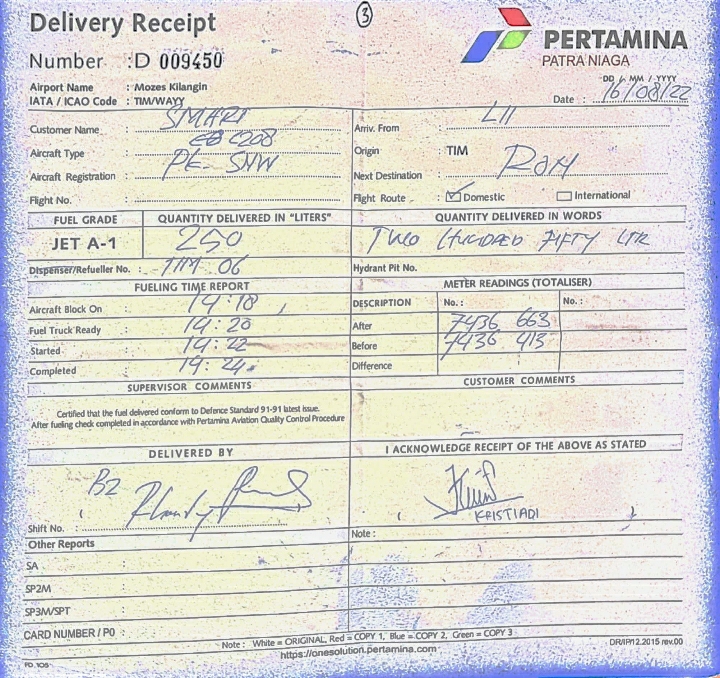 Delivery Receipt
3
PERTAMINA
PATRA NIAGA
Number :D 009450
Airport Name : Mozes Kilangin
IATA / ICAO Code : TIM/WAYY
DD / MM / YYYY
Date : 16/08/22
Customer Name : SMART
Arriv. From : LII
Aircraft Type : C208
Origin : TIM
Aircraft Registration : PK-SNW
Next Destination :
Flight No. :
Flight Route : Domestic International
FUEL GRADE
QUANTITY DELIVERED IN "LITERS"
QUANTITY DELIVERED IN WORDS
JET A-1
250
TWO HUNDRED FIFTY LTR
Dispenser/Refueller No. : TIM 06
Hydrant Pit No.
FUELING TIME REPORT
METER READINGS (TOTALISER)
Aircraft Block On : 14:18
DESCRIPTION No. : No. :
Fuel Truck Ready : 14:20
After 7436 663
Started : 14:22
Before 7436 413
Completed : 14:24
Difference
SUPERVISOR COMMENTS
CUSTOMER COMMENTS
Certified that the fuel delivered conform to Defence Standard 91-91 latest issue.
After fueling check completed in accordance with Pertamina Aviation Quality Control Procedure
DELIVERED BY
I ACKNOWLEDGE RECEIPT OF THE ABOVE AS STATED
B2
KRISTIADI
Shift No. :
Note :
Other Reports
SA :
SP2M :
SP3M/SPT :
CARD NUMBER / PO :
Note : White = ORIGINAL, Red = COPY 1, Blue = COPY 2, Green = COPY 3
DR/IP/12.2015 rev.00
https://onesolution.pertamina.com
FD. 105